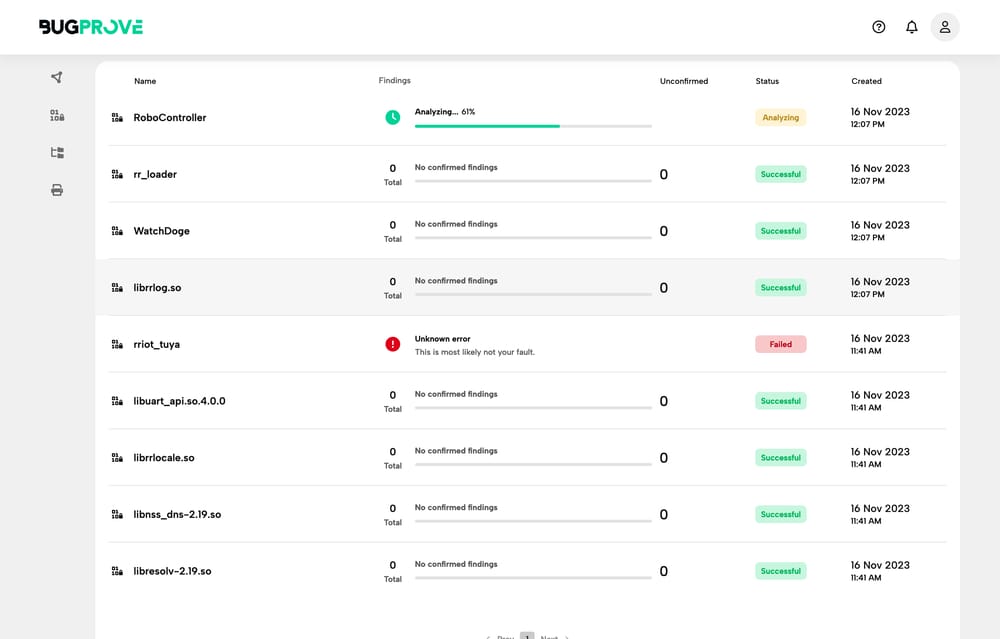 BUGPROVE
Name Findings Unconfirmed Status Created
RoboController Analyzing... 61% Analyzing 16 Nov 2023
12:07 PM
rr_loader 0 Total No confirmed findings 0 Successful 16 Nov 2023
12:07 PM
WatchDoge 0 Total No confirmed findings 0 Successful 16 Nov 2023
12:07 PM
librrlog.so 0 Total No confirmed findings 0 Successful 16 Nov 2023
12:07 PM
rriot_tuya Unknown error Failed 16 Nov 2023
This is most likely not your fault. 11:41 AM
libuart_api.so.4.0.0 0 Total No confirmed findings 0 Successful 16 Nov 2023
11:41 AM
librrlocale.so 0 Total No confirmed findings 0 Successful 16 Nov 2023
11:41 AM
libnss_dns-2.19.so 0 Total No confirmed findings 0 Successful 16 Nov 2023
11:41 AM
libresolv-2.19.so 0 Total No confirmed findings 0 Successful 16 Nov 2023
11:41 AM
Prev 1 Next